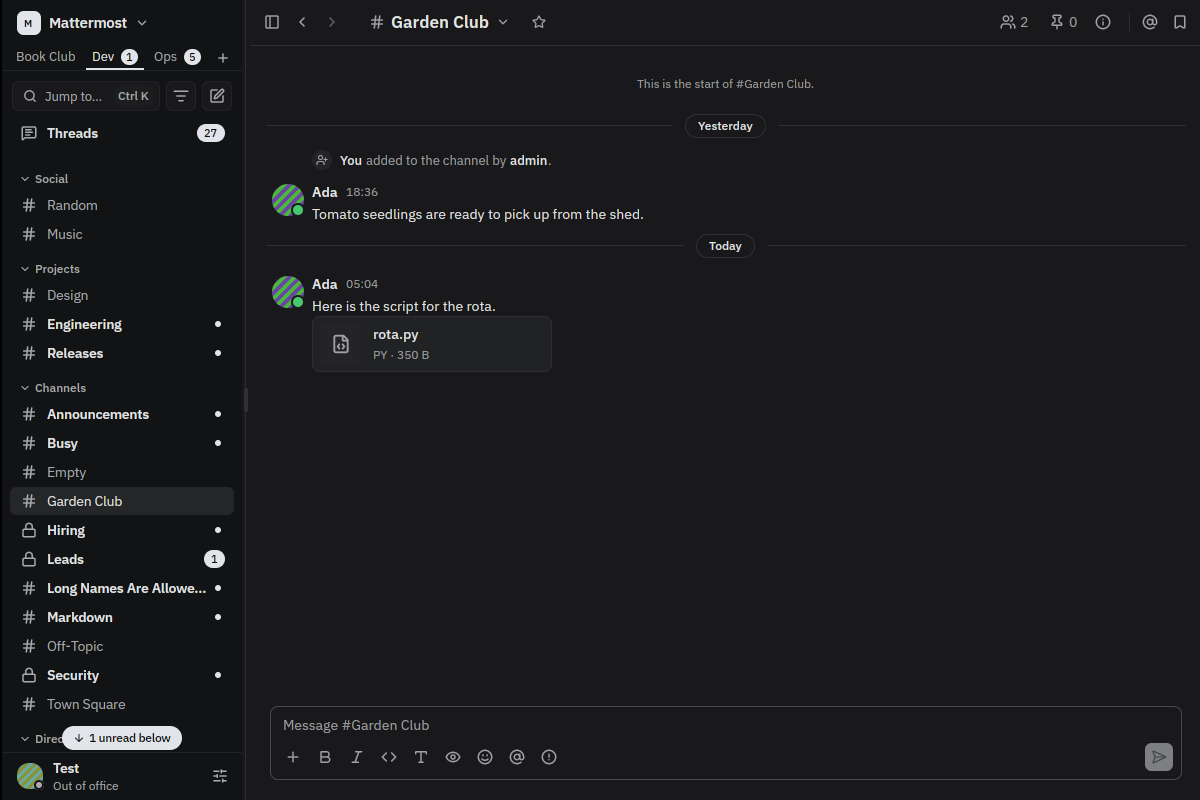 M Mattermost
Book Club Dev 1 Ops 5
Jump to... Ctrl K
Threads 27
Social
Random
Music
Projects
Design
Engineering
Releases
Channels
Announcements
Busy
Empty
Garden Club
Hiring
Leads 1
Long Names Are Allowe...
Markdown
Off-Topic
Security
Town Square
Direc
1 unread below
Test
Out of office
Garden Club
2
0
This is the start of #Garden Club.
Yesterday
You added to the channel by admin.
Ada 18:36
Tomato seedlings are ready to pick up from the shed.
Today
Ada 05:04
Here is the script for the rota.
rota.py
PY · 350 B
Message #Garden Club